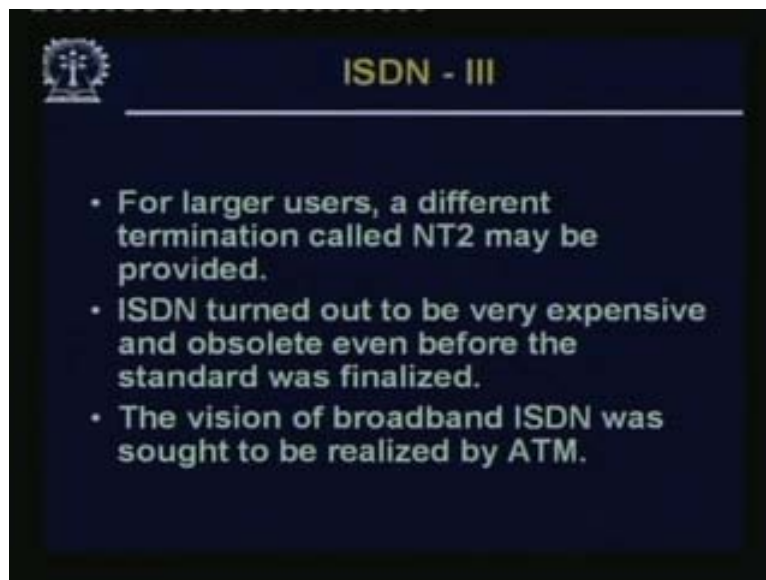 ISDN - III
• For larger users, a different
termination called NT2 may be
provided.
• ISDN turned out to be very expensive
and obsolete even before the
standard was finalized.
• The vision of broadband ISDN was
sought to be realized by ATM.